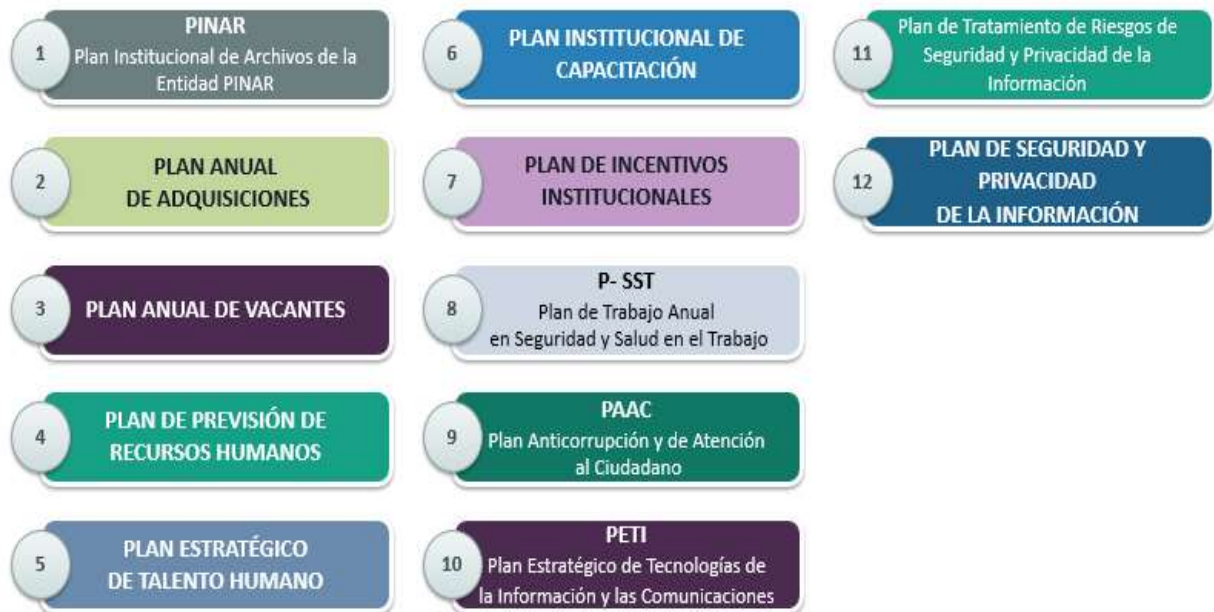 1
PINAR
Plan Institucional de Archivos de la
Entidad PINAR
2
PLAN ANUAL
DE ADQUISICIONES
3
PLAN ANUAL DE VACANTES
4
PLAN DE PREVISIÓN DE
RECURSOS HUMANOS
5
PLAN ESTRATÉGICO
DE TALENTO HUMANO
6
PLAN INSTITUCIONAL DE
CAPACITACIÓN
7
PLAN DE INCENTIVOS
INSTITUCIONALES
8
P- SST
Plan de Trabajo Anual
en Seguridad y Salud en el Trabajo
9
PAAC
Plan Anticorrupción y de Atención
al Ciudadano
10
PETI
Plan Estratégico de Tecnologías de
la Información y las Comunicaciones
11
Plan de Tratamiento de Riesgos de
Seguridad y Privacidad de la
Información
12
PLAN DE SEGURIDAD Y
PRIVACIDAD
DE LA INFORMACIÓN